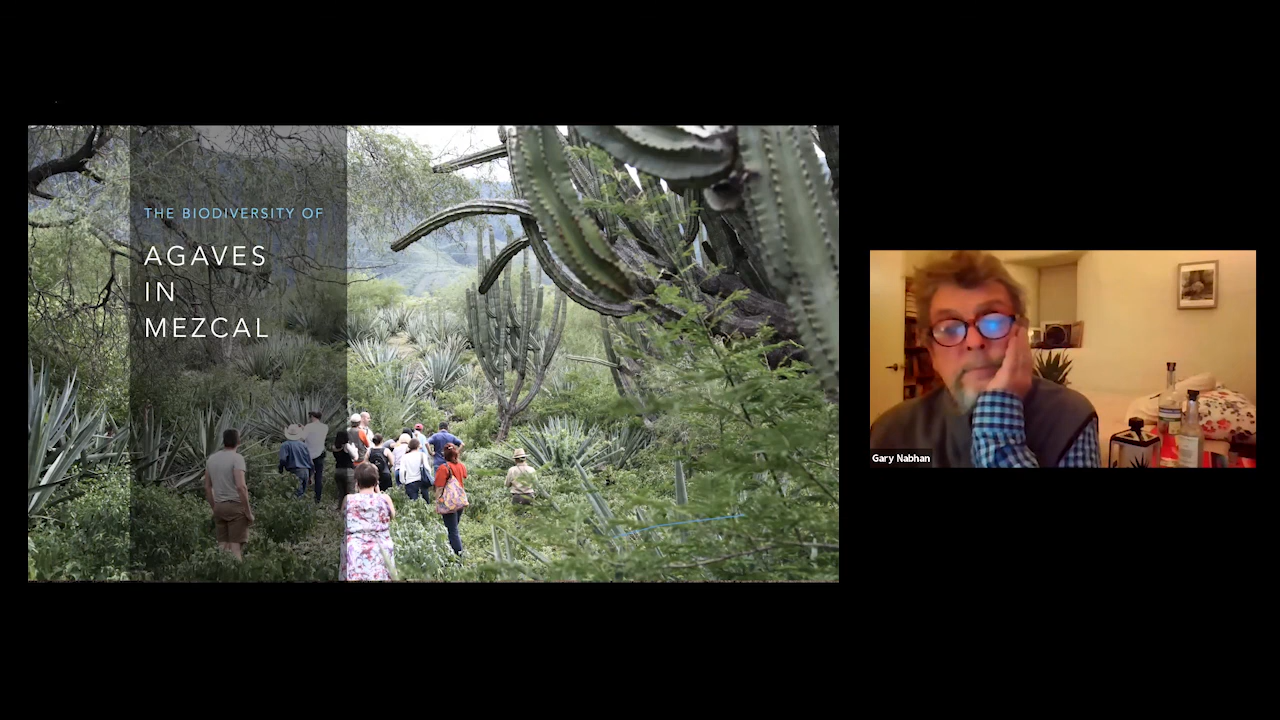 THE BIODIVERSITY OF
AGAVES
IN
MEZCAL
Gary Nabhan